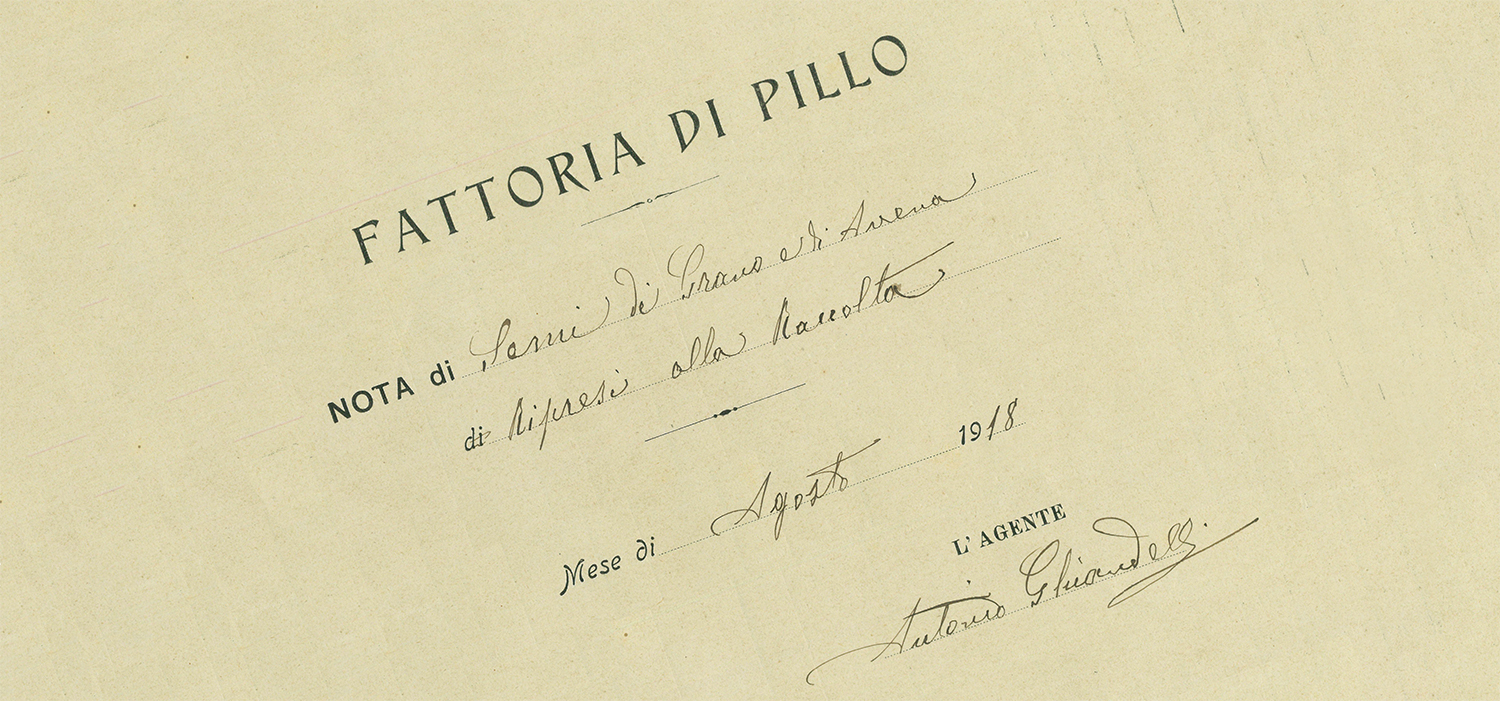 FATTORIA DI PILLO
NOTA di Semi di Grano e di Avena
di Ripresi alla Raccolta
Mese di Agosto 1918
L'AGENTE
Antonio Ghiandelli